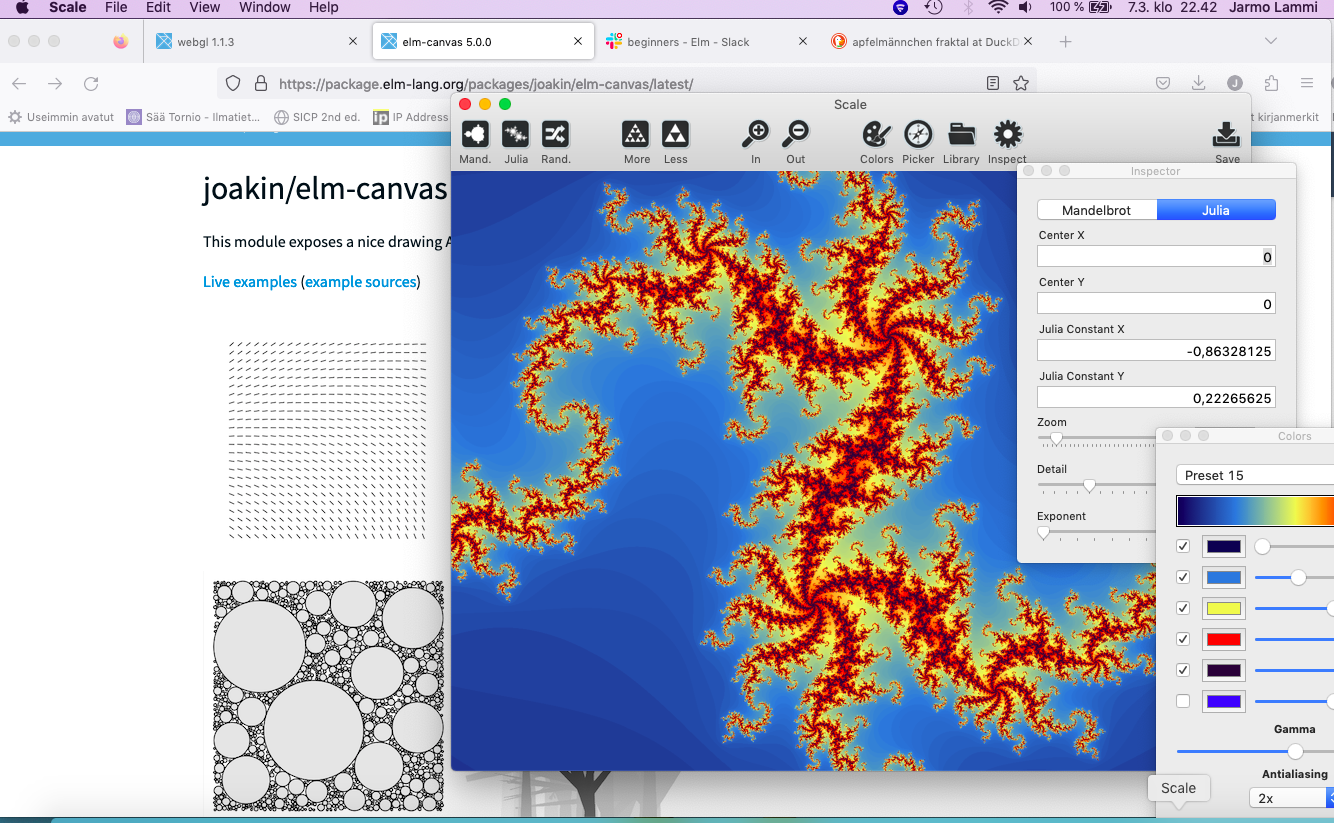 Scale File Edit View Window Help 100 % 7.3. klo 22.42 Jarmo Lammi
webgl 1.1.3 elm-canvas 5.0.0 beginners - Elm - Slack apfelmännchen fraktal at DuckD
https://package.elm-lang.org/packages/joakin/elm-canvas/latest/
Useimmin avatut Sää Tornio - Ilmatiet... SICP 2nd ed. ip IP Address t kirjanmerkit
Scale
Mand. Julia Rand. More Less In Out Colors Picker Library Inspect Save
joakin/elm-canvas
This module exposes a nice drawing A
Live examples (example sources)
Inspector
Mandelbrot Julia
Center X
0
Center Y
0
Julia Constant X
-0,86328125
Julia Constant Y
0,22265625
Zoom
Detail
Exponent
Colors
Preset 15
Gamma
Antialiasing
2x
Scale